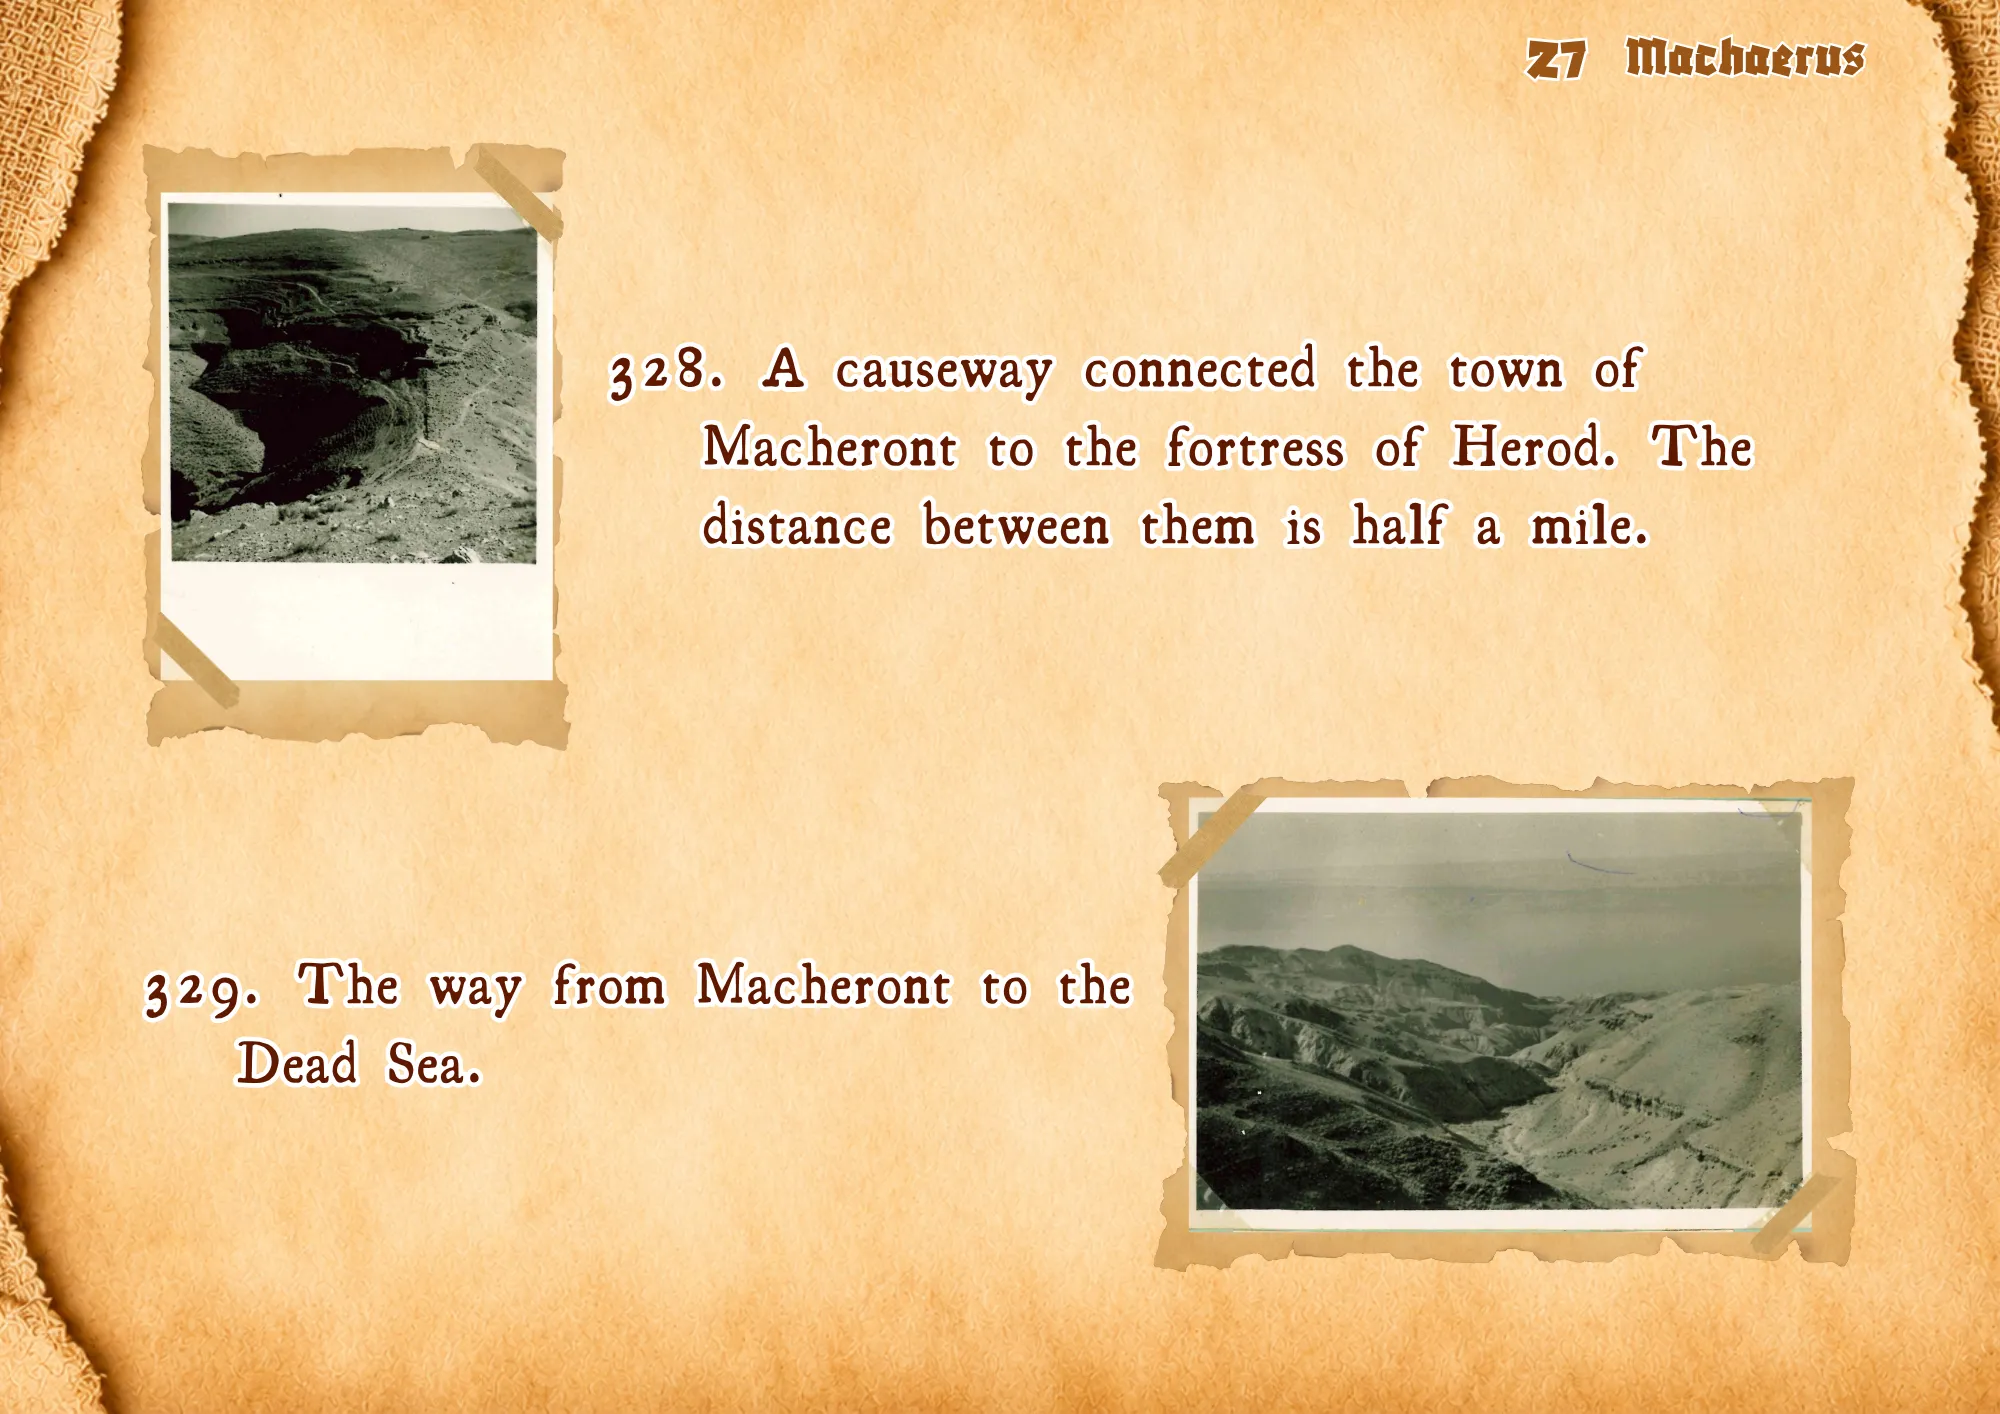 27 Machaerus
328. A causeway connected the town of
Macheront to the fortress of Herod. The
distance between them is half a mile.
329. The way from Macheront to the
Dead Sea.